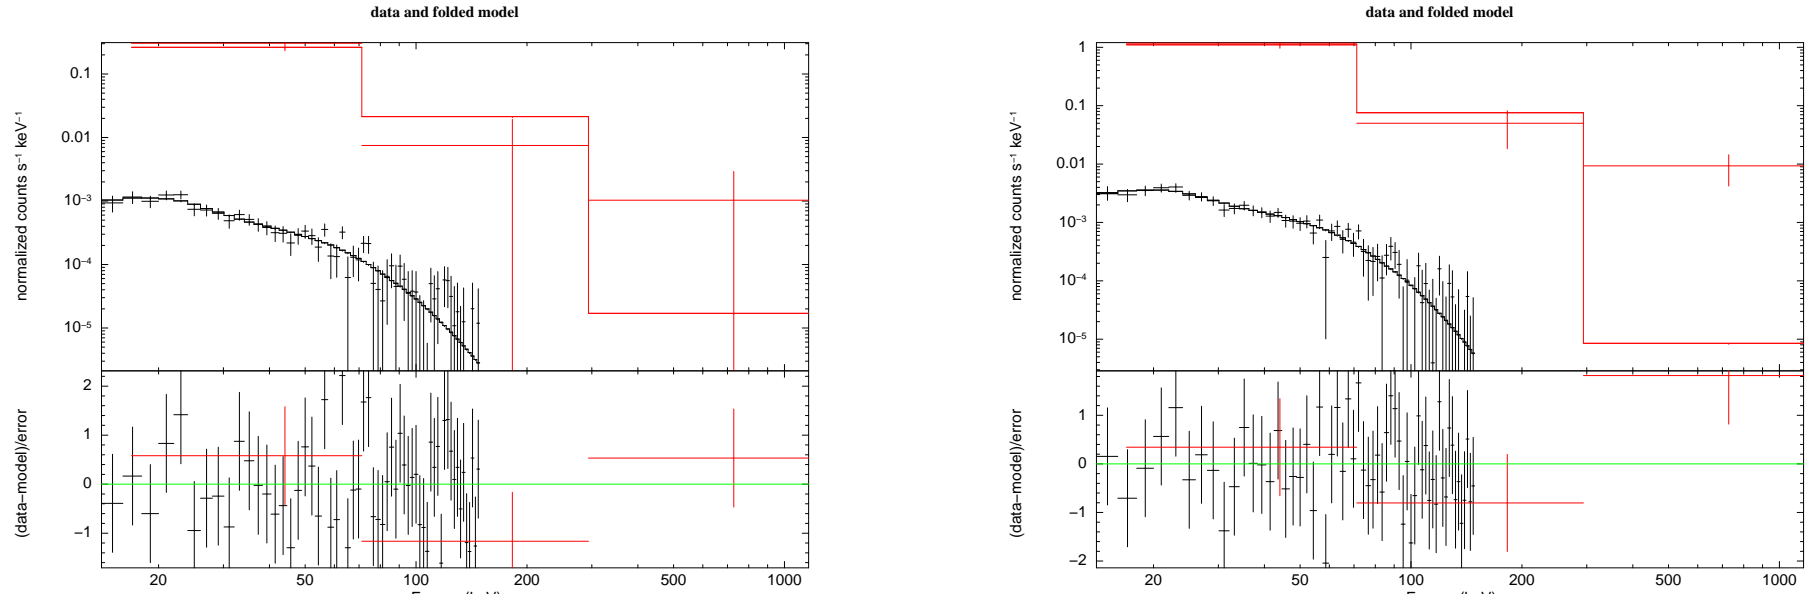 data and folded model
normalized counts s⁻¹ keV⁻¹
0.1
0.01
10⁻³
10⁻⁴
10⁻⁵
(data−model)/error
2
1
0
−1
20 50 100 200 500 1000
data and folded model
normalized counts s⁻¹ keV⁻¹
1
0.1
0.01
10⁻³
10⁻⁴
10⁻⁵
(data−model)/error
1
0
−1
−2
20 50 100 200 500 1000